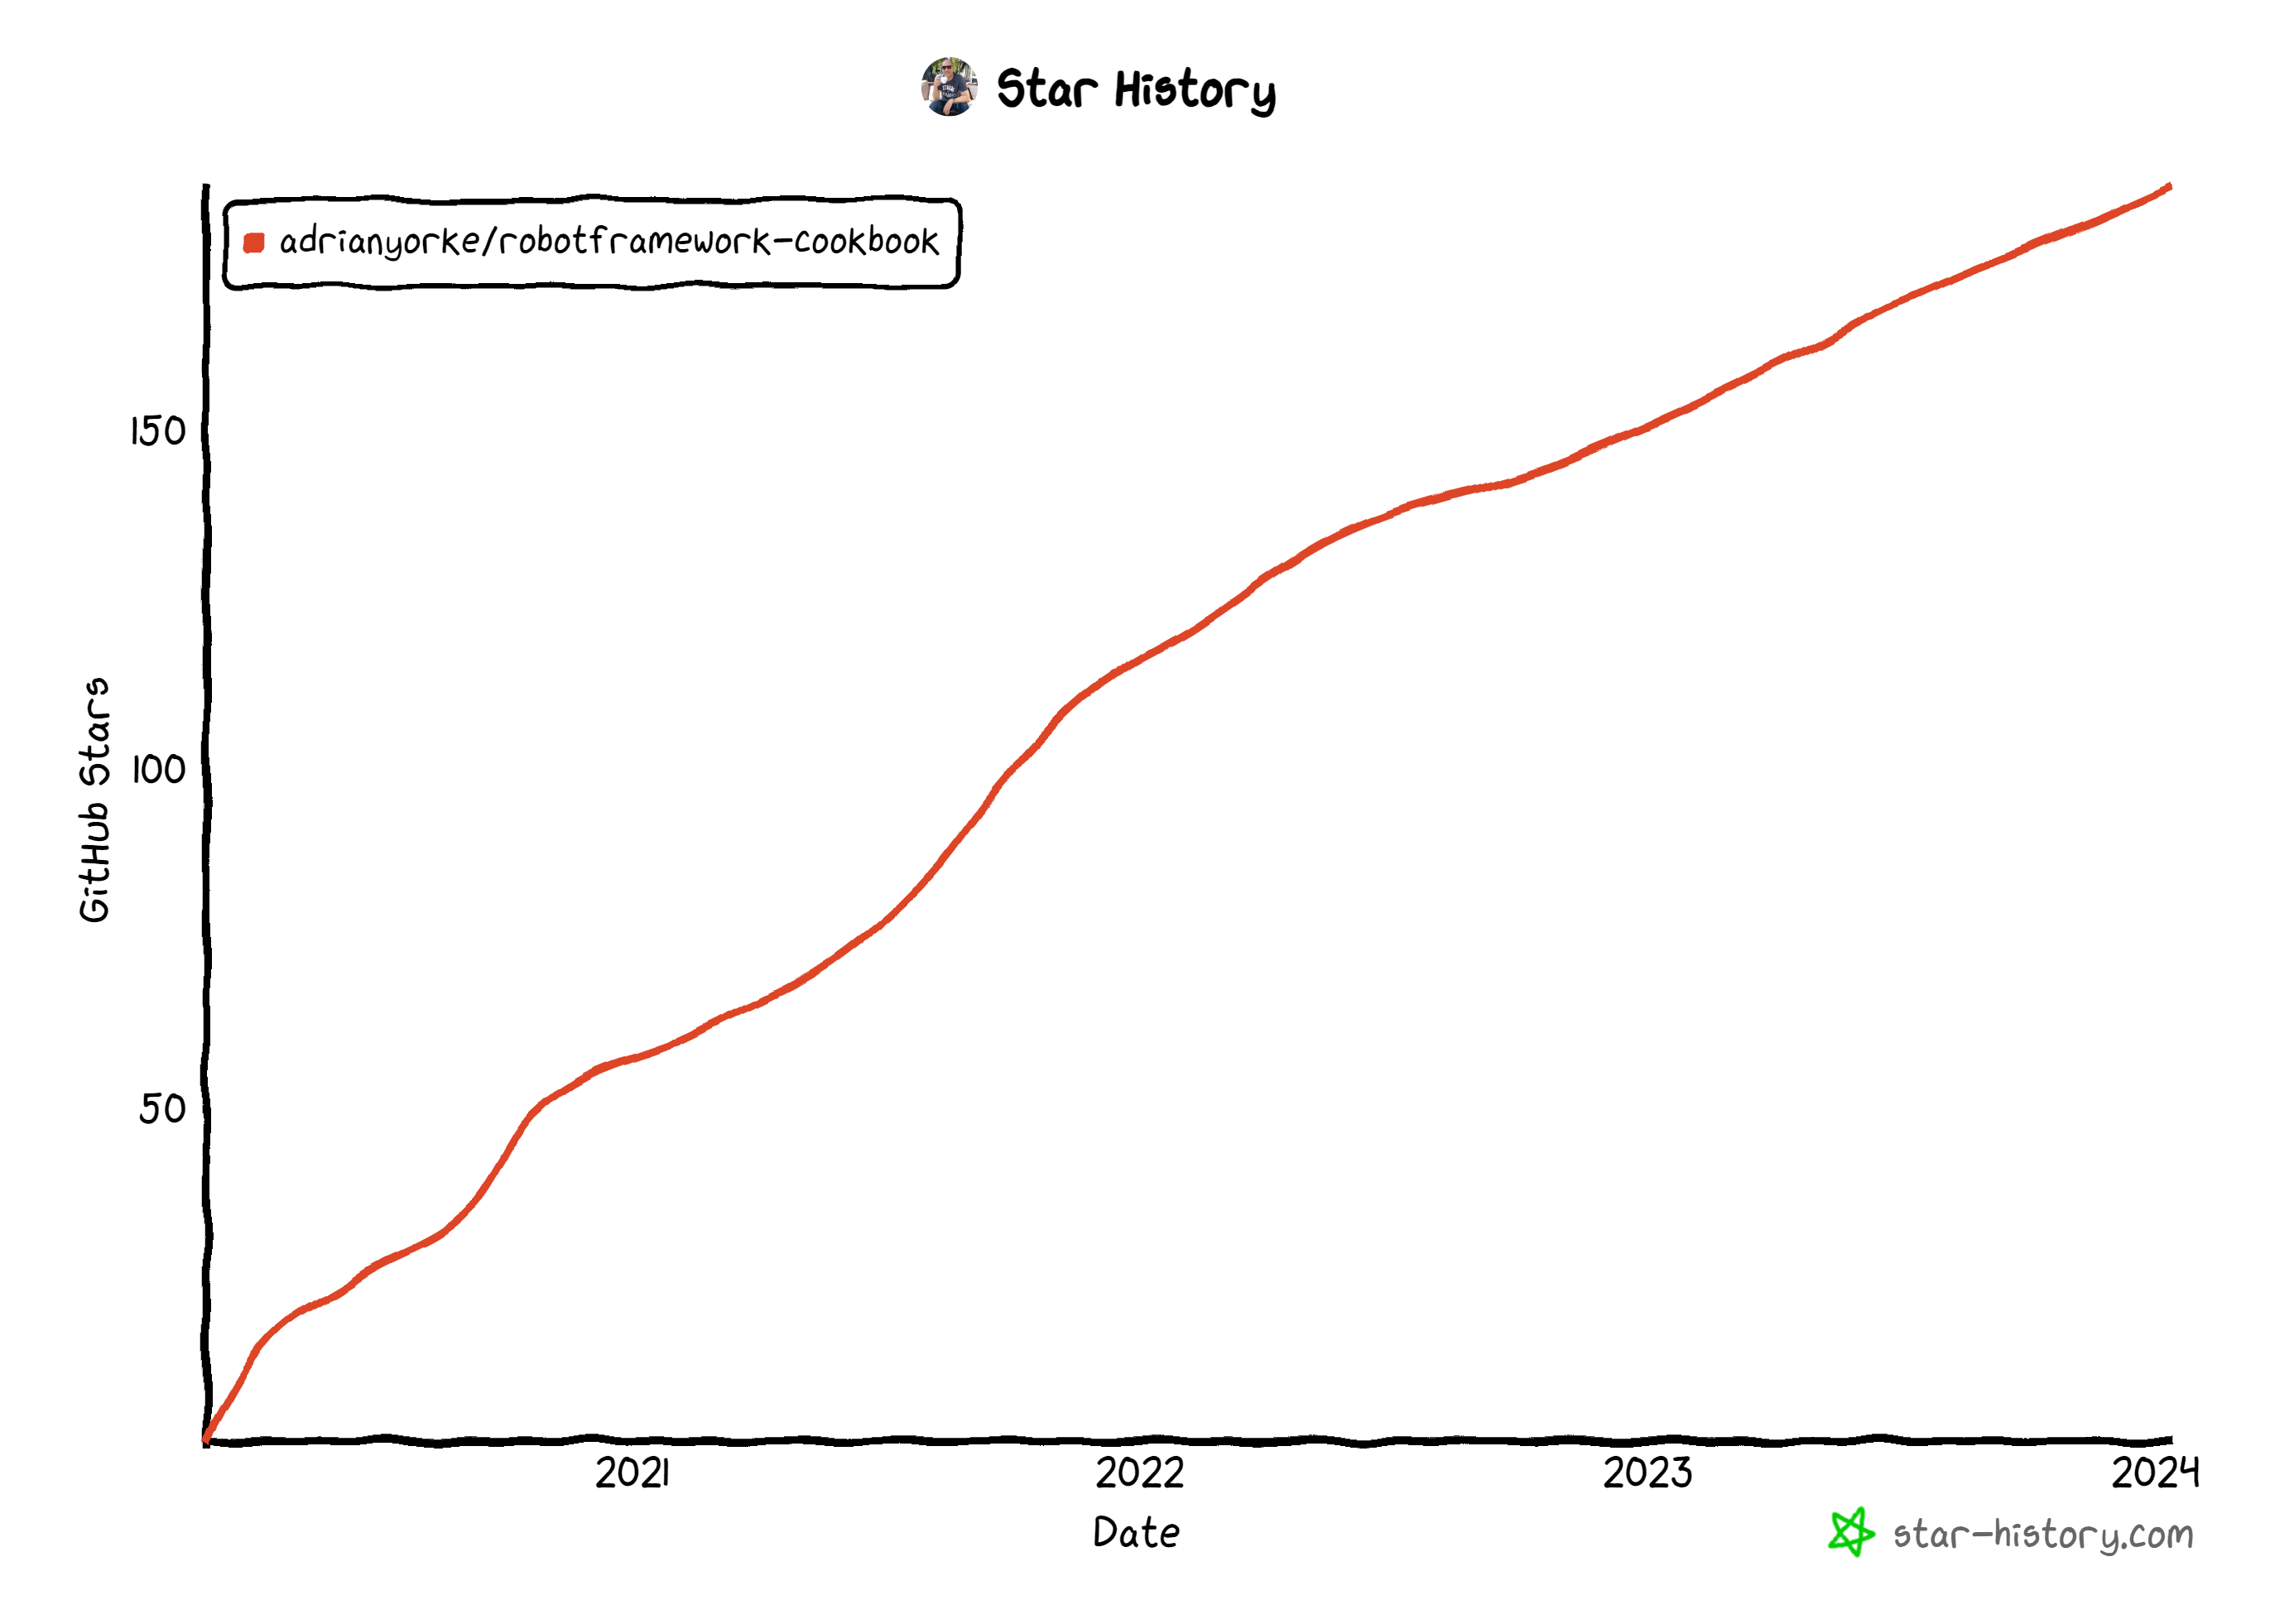 Star History
adrianyorke/robotframework-cookbook
150
100
50
GitHub Stars
2021
2022
2023
2024
Date
star-history.com